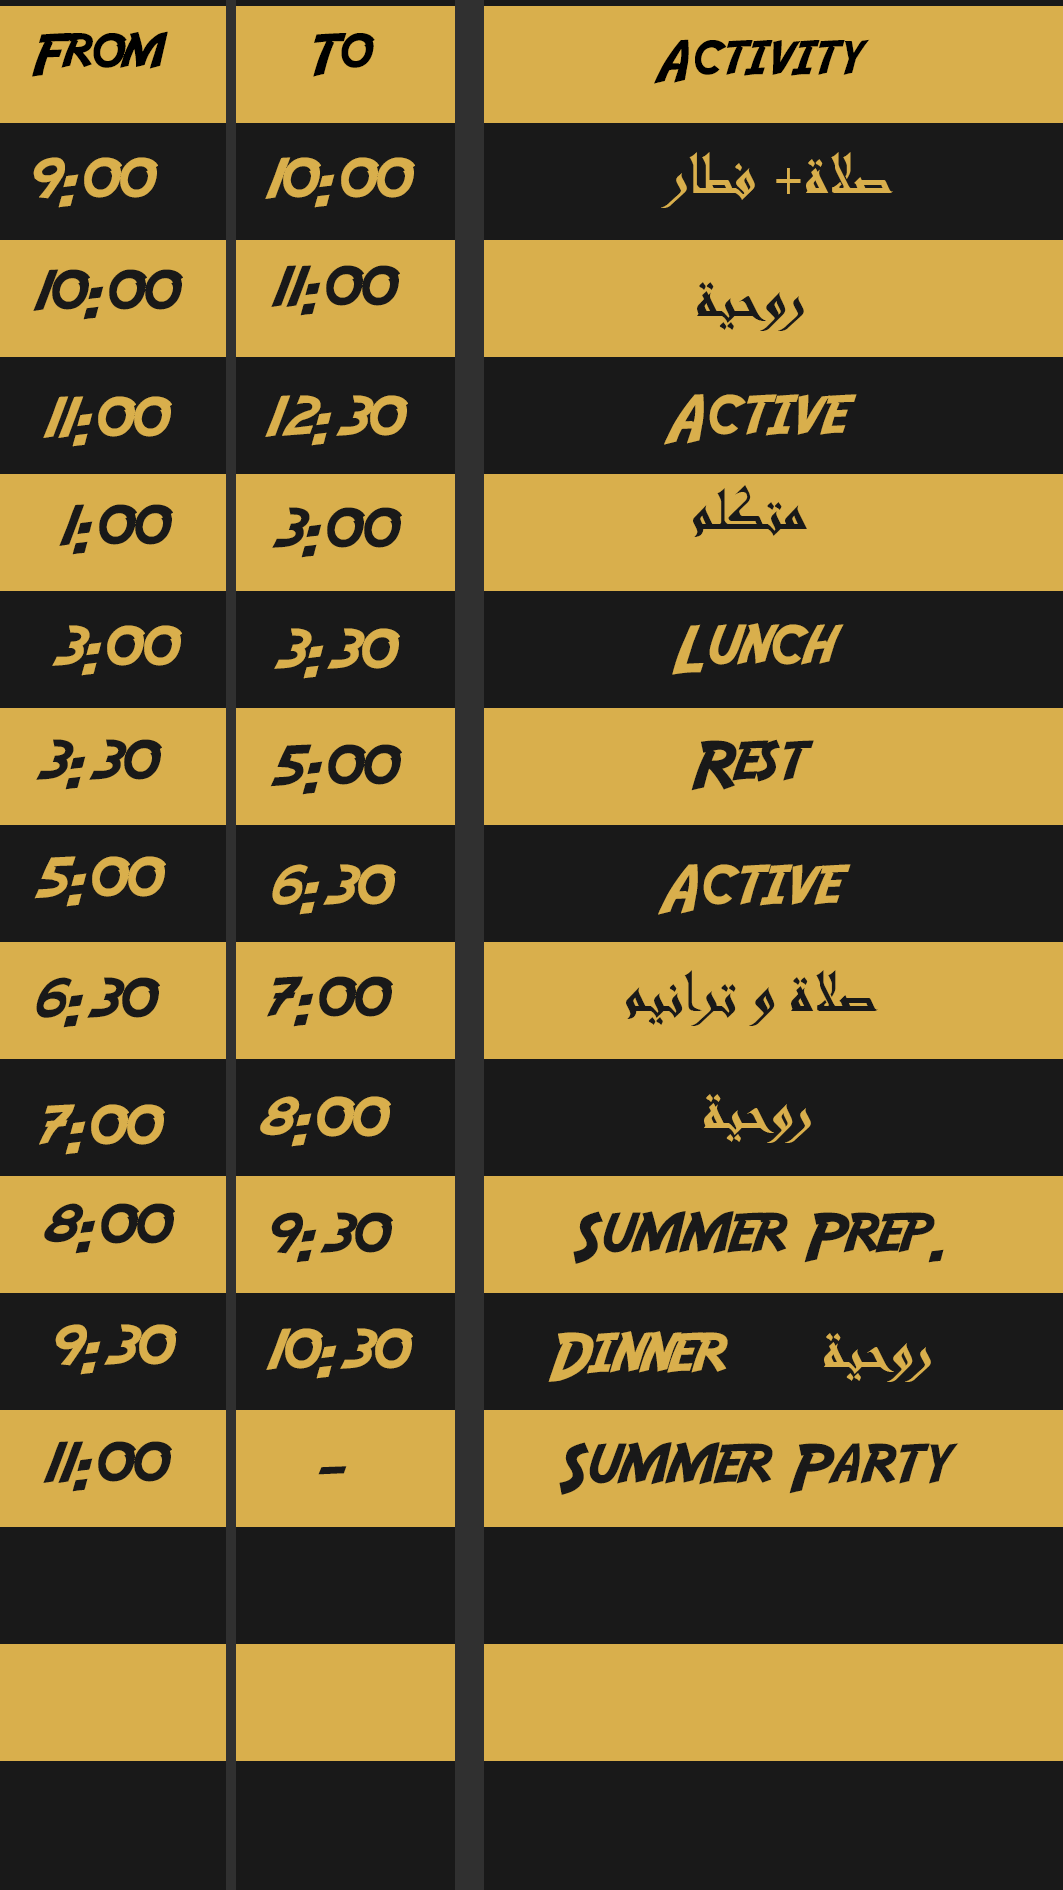 FROM TO ACTIVITY
9:00 10:00 صلاة+ فطار
10:00 11:00 روحية
11:00 12:30 ACTIVE
1:00 3:00 متكلم
3:00 3:30 LUNCH
3:30 5:00 REST
5:00 6:30 ACTIVE
6:30 7:00 صلاة و ترانيم
7:00 8:00 روحية
8:00 9:30 SUMMER PREP.
9:30 10:30 DINNER روحية
11:00 - SUMMER PARTY